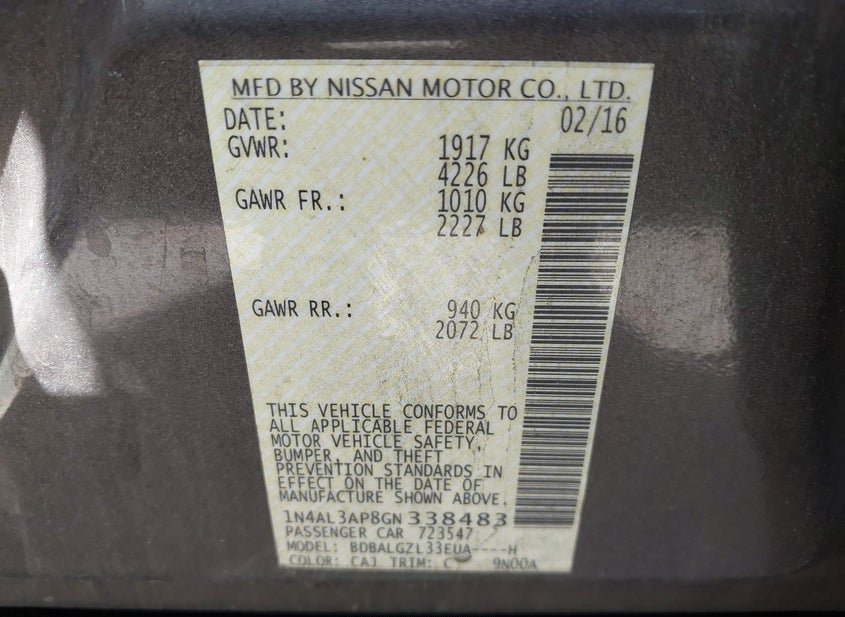 MFD BY NISSAN MOTOR CO., LTD.
DATE: 02/16
GVWR: 1917 KG
4226 LB
GAWR FR.: 1010 KG
2227 LB
GAWR RR.: 940 KG
2072 LB
THIS VEHICLE CONFORMS TO
ALL APPLICABLE FEDERAL
MOTOR VEHICLE SAFETY,
BUMPER, AND THEFT
PREVENTION STANDARDS IN
EFFECT ON THE DATE OF
MANUFACTURE SHOWN ABOVE.
1N4AL3AP8GN338483
PASSENGER CAR 723547
MODEL: BDBALGZL33EUA----H
COLOR: CAJ TRIM: C 9N00A